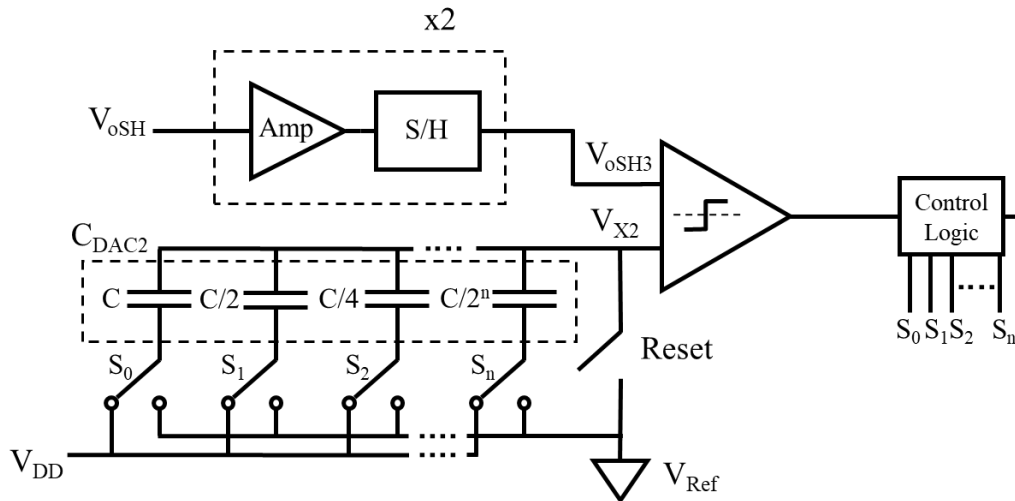 x2
V_oSH
Amp
S/H
V_oSH3
V_X2
Control
Logic
C_DAC2
C
C/2
C/4
C/2ⁿ
S_0
S_1
S_2
S_n
Reset
S_0
S_1
S_2
S_n
V_DD
V_Ref